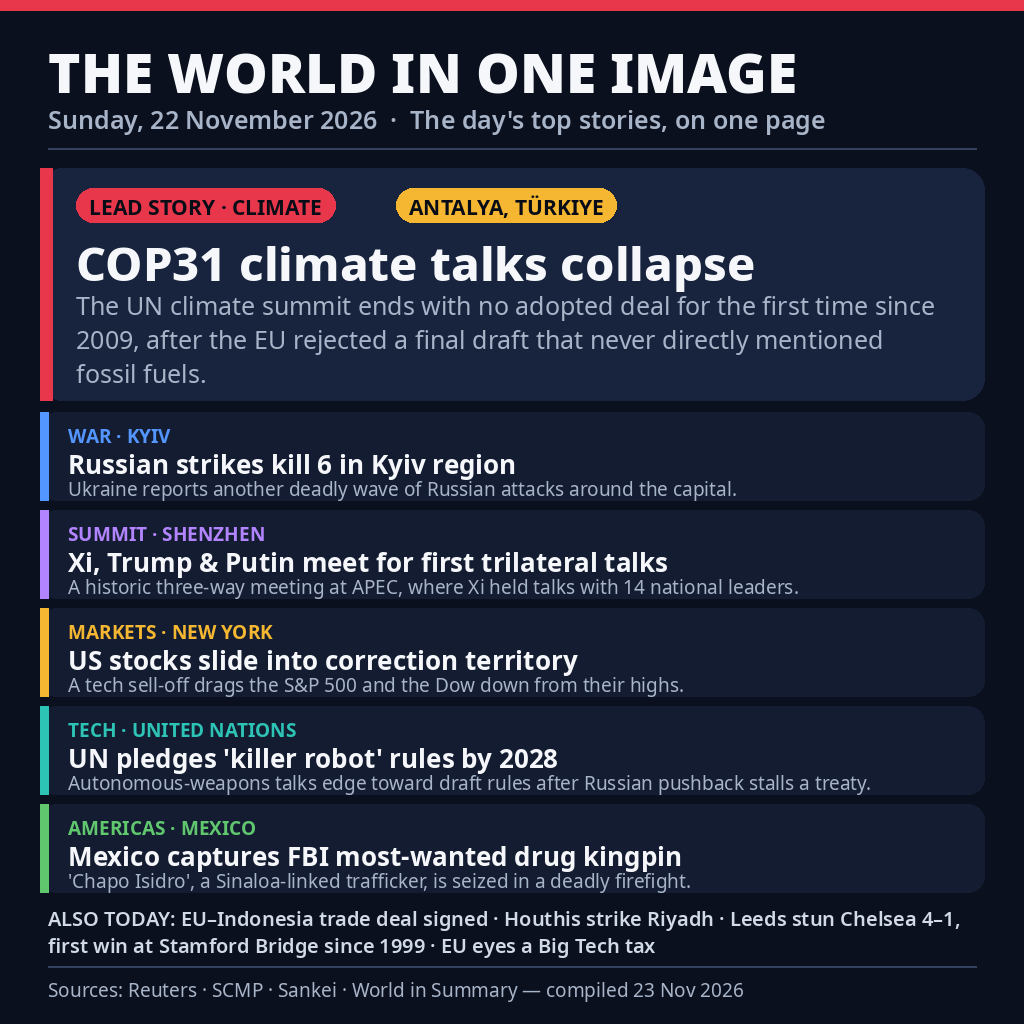 THE WORLD IN ONE IMAGE
Sunday, 22 November 2026 · The day's top stories, on one page
LEAD STORY · CLIMATE
ANTALYA, TÜRKIYE
COP31 climate talks collapse
The UN climate summit ends with no adopted deal for the first time since
2009, after the EU rejected a final draft that never directly mentioned
fossil fuels.
WAR · KYIV
Russian strikes kill 6 in Kyiv region
Ukraine reports another deadly wave of Russian attacks around the capital.
SUMMIT · SHENZHEN
Xi, Trump & Putin meet for first trilateral talks
A historic three-way meeting at APEC, where Xi held talks with 14 national leaders.
MARKETS · NEW YORK
US stocks slide into correction territory
A tech sell-off drags the S&P 500 and the Dow down from their highs.
TECH · UNITED NATIONS
UN pledges 'killer robot' rules by 2028
Autonomous-weapons talks edge toward draft rules after Russian pushback stalls a treaty.
AMERICAS · MEXICO
Mexico captures FBI most-wanted drug kingpin
'Chapo Isidro', a Sinaloa-linked trafficker, is seized in a deadly firefight.
ALSO TODAY: EU–Indonesia trade deal signed · Houthis strike Riyadh · Leeds stun Chelsea 4–1,
first win at Stamford Bridge since 1999 · EU eyes a Big Tech tax
Sources: Reuters · SCMP · Sankei · World in Summary — compiled 23 Nov 2026